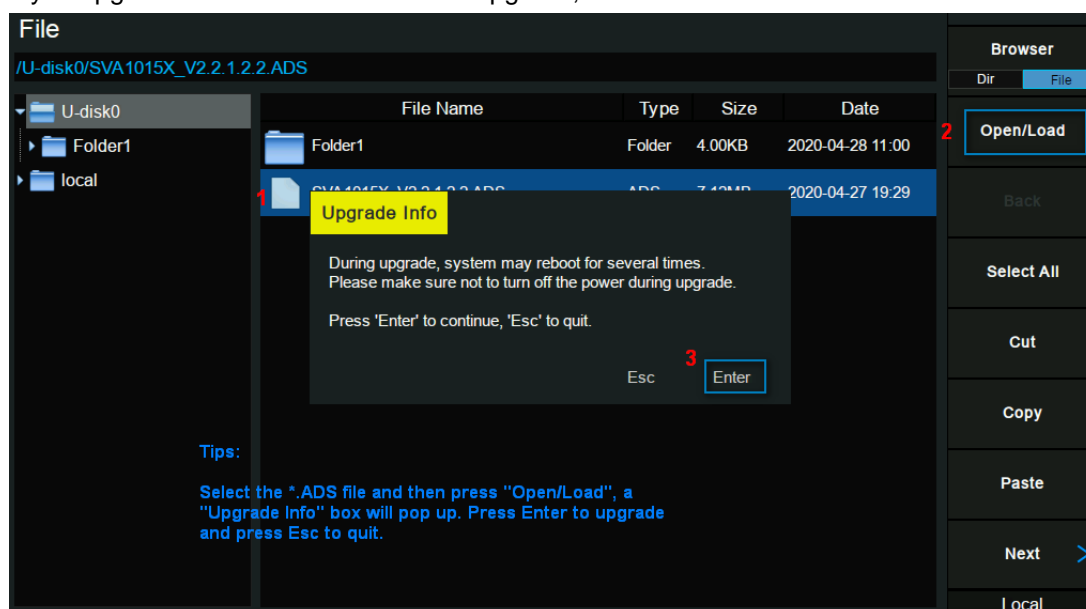 File
/U-disk0/SVA1015X_V2.2.1.2.2.ADS
U-disk0
Folder1
local
File Name Type Size Date
Folder1 Folder 4.00KB 2020-04-28 11:00
1 2020-04-27 19:29
Upgrade Info
During upgrade, system may reboot for several times.
Please make sure not to turn off the power during upgrade.
Press 'Enter' to continue, 'Esc' to quit.
Esc 3 Enter
Tips:
Select the *.ADS file and then press "Open/Load", a
"Upgrade Info" box will pop up. Press Enter to upgrade
and press Esc to quit.
Browser
Dir File
2 Open/Load
Back
Select All
Cut
Copy
Paste
Next >
Local